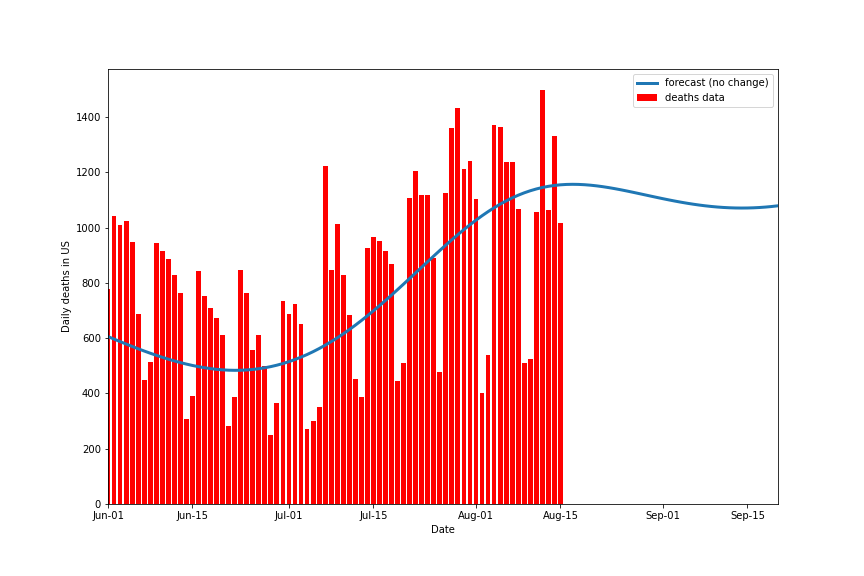 forecast (no change)
deaths data
1400
1200
1000
800
600
400
200
0
Daily deaths in US
Jun-01 Jun-15 Jul-01 Jul-15 Aug-01 Aug-15 Sep-01 Sep-15
Date